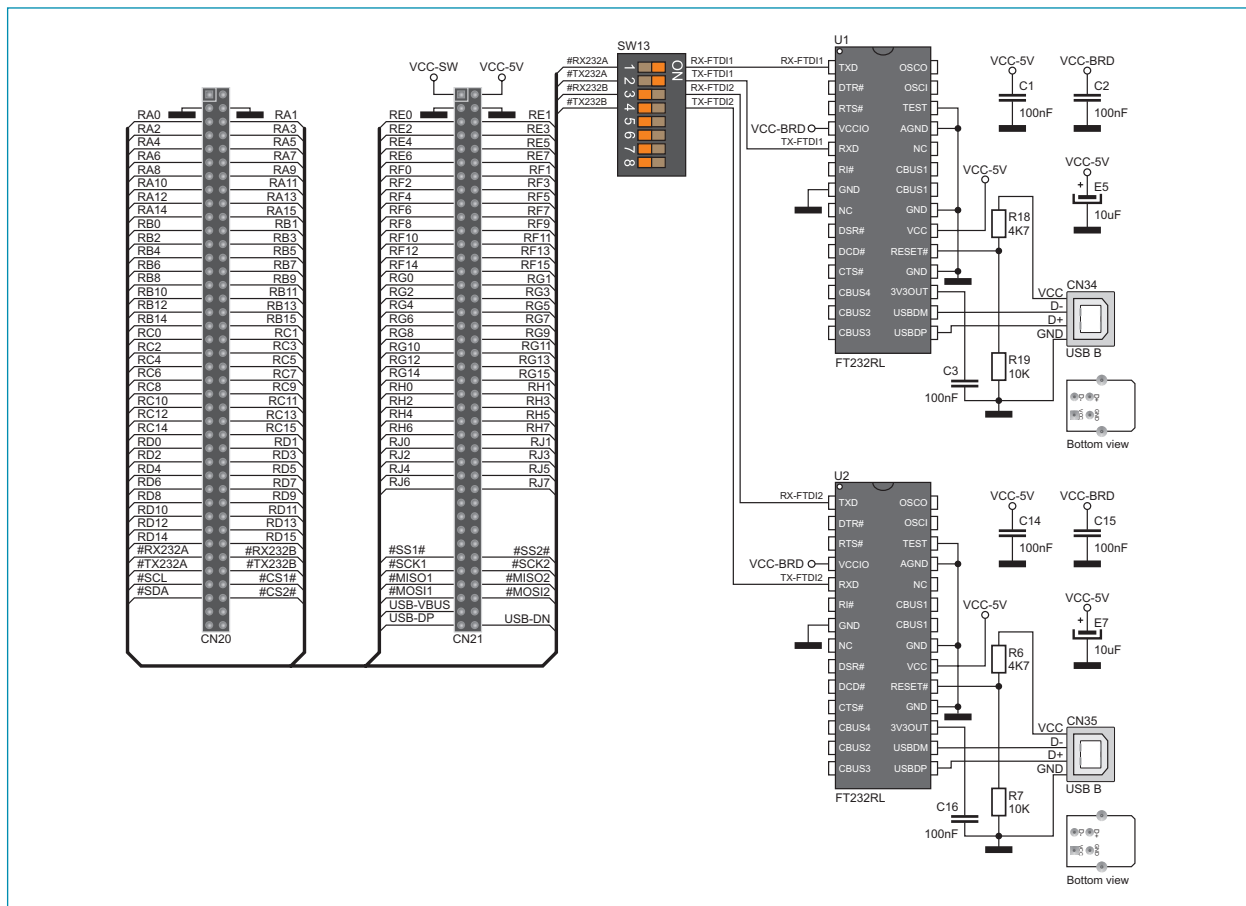 VCC-SW VCC-5V
RA0 RA1
RA2 RA3
RA4 RA5
RA6 RA7
RA8 RA9
RA10 RA11
RA12 RA13
RA14 RA15
RB0 RB1
RB2 RB3
RB4 RB5
RB6 RB7
RB8 RB9
RB10 RB11
RB12 RB13
RB14 RB15
RC0 RC1
RC2 RC3
RC4 RC5
RC6 RC7
RC8 RC9
RC10 RC11
RC12 RC13
RC14 RC15
RD0 RD1
RD2 RD3
RD4 RD5
RD6 RD7
RD8 RD9
RD10 RD11
RD12 RD13
RD14 RD15
#RX232A #RX232B
#TX232A #TX232B
#SCL #CS1#
#SDA #CS2#
CN20
RE0 RE1
RE2 RE3
RE4 RE5
RE6 RE7
RF0 RF1
RF2 RF3
RF4 RF5
RF6 RF7
RF8 RF9
RF10 RF11
RF12 RF13
RF14 RF15
RG0 RG1
RG2 RG3
RG4 RG5
RG6 RG7
RG8 RG9
RG10 RG11
RG12 RG13
RG14 RG15
RH0 RH1
RH2 RH3
RH4 RH5
RH6 RH7
RJ0 RJ1
RJ2 RJ3
RJ4 RJ5
RJ6 RJ7
#SS1# #SS2#
#SCK1 #SCK2
#MISO1 #MISO2
#MOSI1 #MOSI2
USB-VBUS
USB-DP USB-DN
CN21
SW13
ON
#RX232A 1 RX-FTDI1
#TX232A 2 TX-FTDI1
#RX232B 3 RX-FTDI2
#TX232B 4 TX-FTDI2
5
6
7
8
U1
RX-FTDI1 TXD OSCO
DTR# OSCI
RTS# TEST
VCC-BRD VCCIO AGND
TX-FTDI1 RXD NC
RI# CBUS1
GND CBUS1
NC GND
DSR# VCC
DCD# RESET#
CTS# GND
CBUS4 3V3OUT
CBUS2 USBDM
CBUS3 USBDP
FT232RL
VCC-5V
R18
4K7
R19
10K
C3
100nF
VCC-5V
C1
100nF
VCC-BRD
C2
100nF
VCC-5V
+ E5
10uF
CN34
VCC
D-
D+
GND
USB B
D- D+
VCC GND
Bottom view
U2
RX-FTDI2 TXD OSCO
DTR# OSCI
RTS# TEST
VCC-BRD VCCIO AGND
TX-FTDI2 RXD NC
RI# CBUS1
GND CBUS1
NC GND
DSR# VCC
DCD# RESET#
CTS# GND
CBUS4 3V3OUT
CBUS2 USBDM
CBUS3 USBDP
FT232RL
VCC-5V
R6
4K7
R7
10K
C16
100nF
VCC-5V
C14
100nF
VCC-BRD
C15
100nF
VCC-5V
+ E7
10uF
CN35
VCC
D-
D+
GND
USB B
D- D+
VCC GND
Bottom view